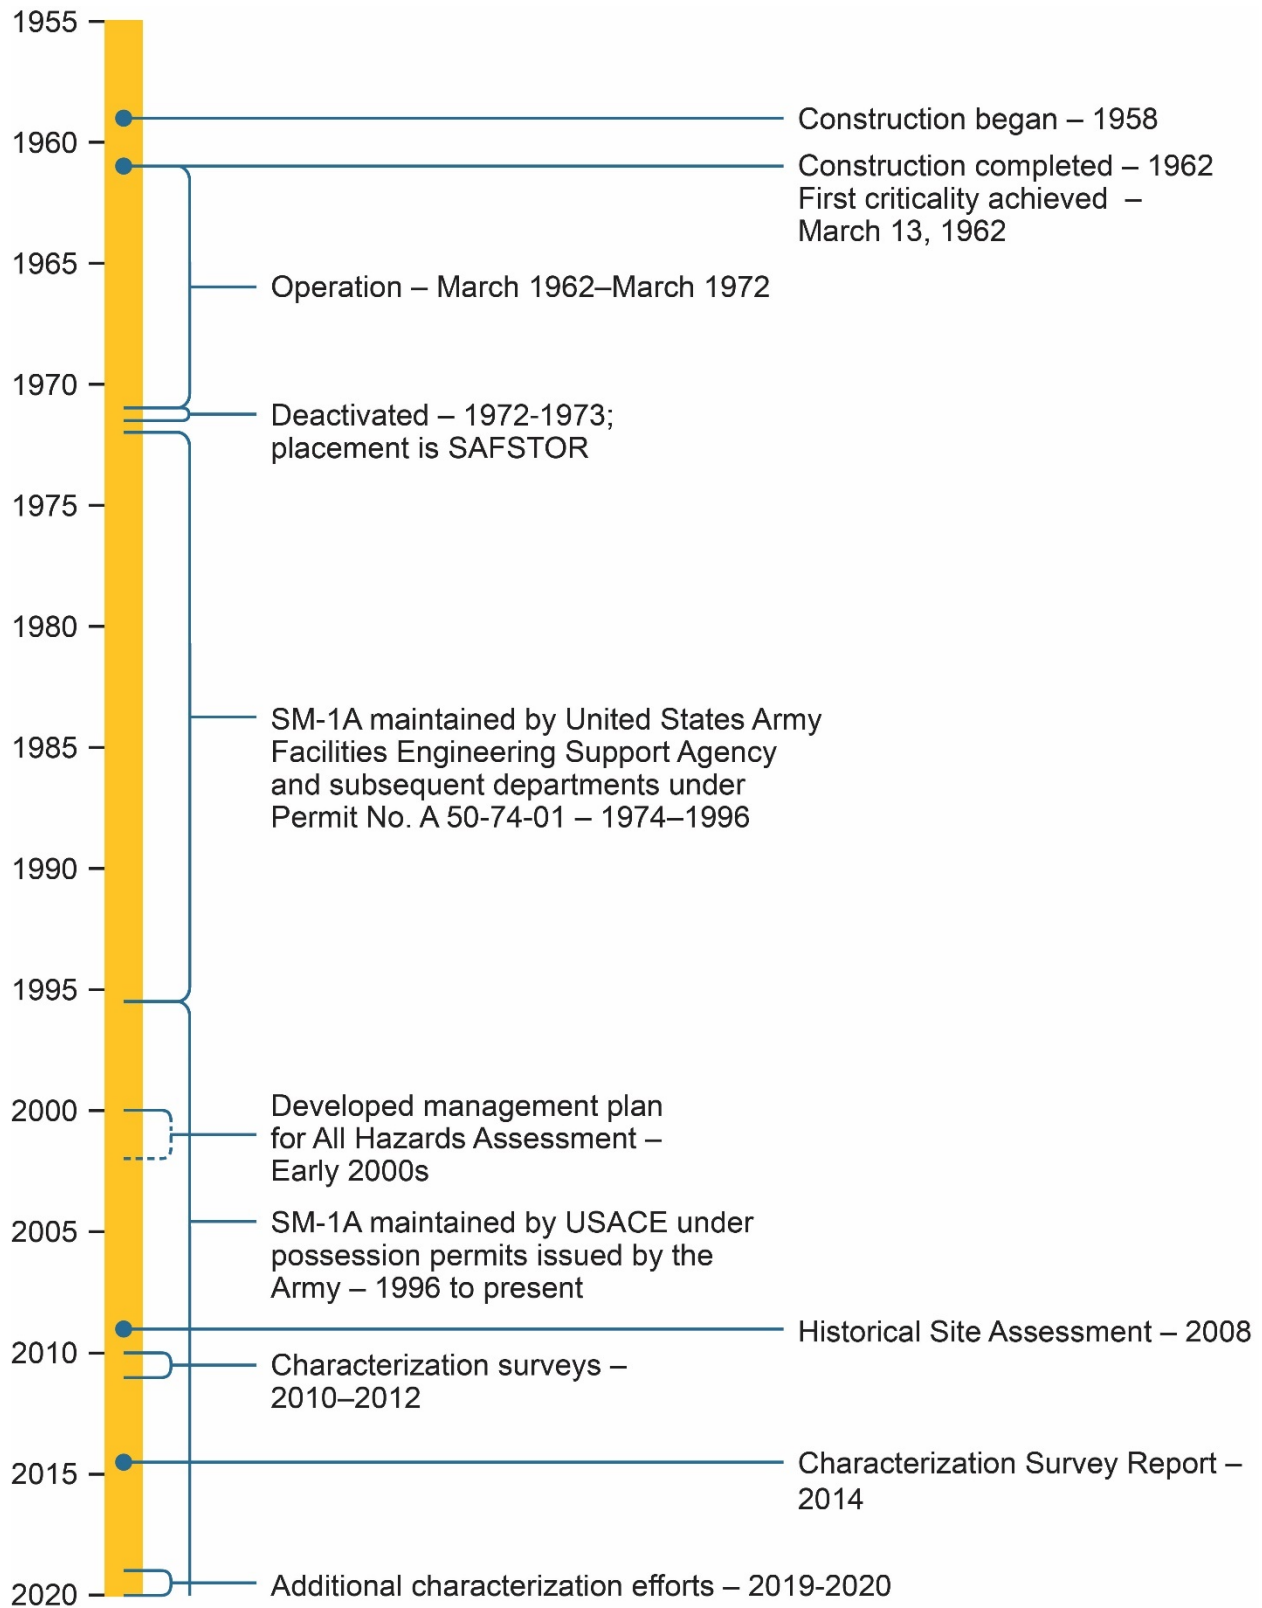 1955
Construction began – 1958
1960
Construction completed – 1962
First criticality achieved –
March 13, 1962
1965
Operation – March 1962–March 1972
1970
Deactivated – 1972-1973;
placement is SAFSTOR
1975
1980
SM-1A maintained by United States Army
Facilities Engineering Support Agency
and subsequent departments under
Permit No. A 50-74-01 – 1974–1996
1985
1990
1995
2000
Developed management plan
for All Hazards Assessment –
Early 2000s
2005
SM-1A maintained by USACE under
possession permits issued by the
Army – 1996 to present
Historical Site Assessment – 2008
2010
Characterization surveys –
2010–2012
2015
Characterization Survey Report –
2014
2020
Additional characterization efforts – 2019-2020